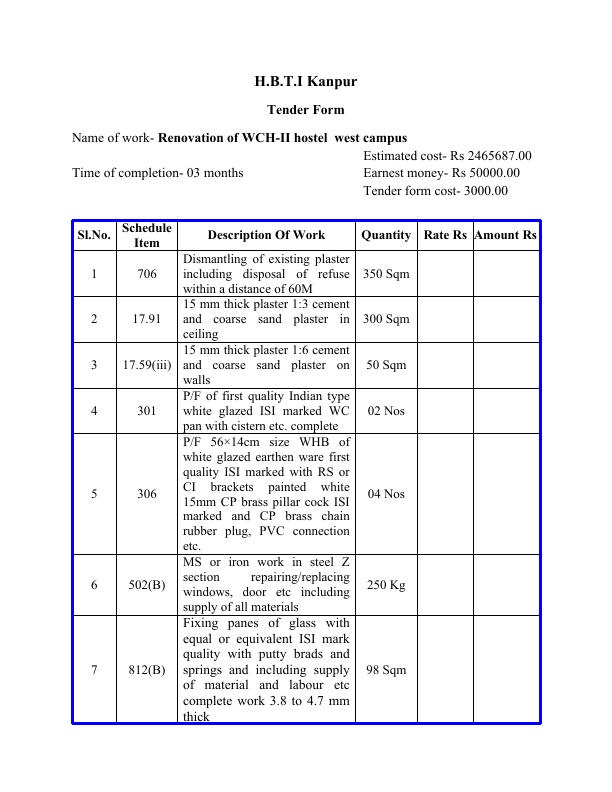 H.B.T.I Kanpur
Tender Form
Name of work- Renovation of WCH-II hostel west campus
Estimated cost- Rs 2465687.00
Time of completion- 03 months Earnest money- Rs 50000.00
Tender form cost- 3000.00
Sl.No. Schedule Item Description Of Work Quantity Rate Rs Amount Rs
1 706 Dismantling of existing plaster
including disposal of refuse
within a distance of 60M 350 Sqm
2 17.91 15 mm thick plaster 1:3 cement
and coarse sand plaster in
ceiling 300 Sqm
3 17.59(iii) 15 mm thick plaster 1:6 cement
and coarse sand plaster on
walls 50 Sqm
4 301 P/F of first quality Indian type
white glazed ISI marked WC
pan with cistern etc. complete 02 Nos
5 306 P/F 56×14cm size WHB of
white glazed earthen ware first
quality ISI marked with RS or
CI brackets painted white
15mm CP brass pillar cock ISI
marked and CP brass chain
rubber plug, PVC connection
etc. 04 Nos
6 502(B) MS or iron work in steel Z
section repairing/replacing
windows, door etc including
supply of all materials 250 Kg
7 812(B) Fixing panes of glass with
equal or equivalent ISI mark
quality with putty brads and
springs and including supply
of material and labour etc
complete work 3.8 to 4.7 mm
thick 98 Sqm